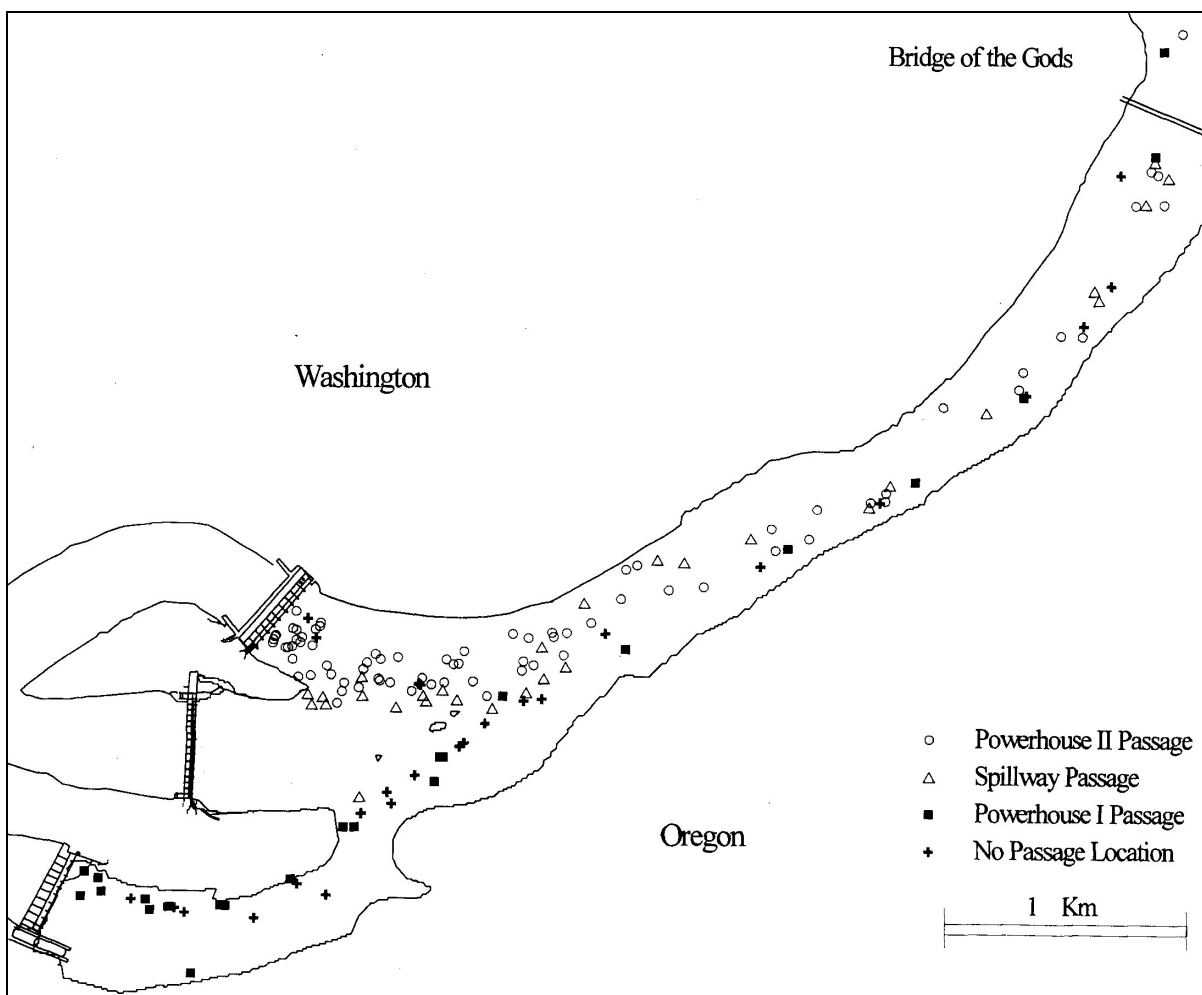 Bridge of the Gods
Washington
Oregon
Powerhouse II Passage
Spillway Passage
Powerhouse I Passage
No Passage Location
1 Km